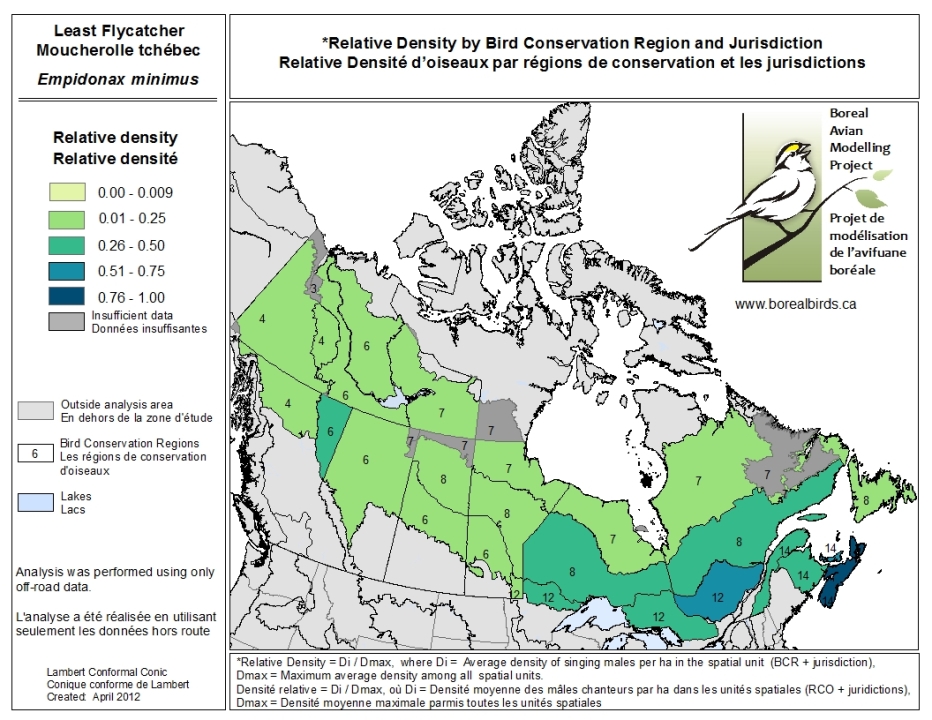 Least Flycatcher
Moucherolle tchébec
Empidonax minimus
*Relative Density by Bird Conservation Region and Jurisdiction
Relative Densité d'oiseaux par régions de conservation et les jurisdictions
Relative density
Relative densité
0.00 - 0.009
0.01 - 0.25
0.26 - 0.50
0.51 - 0.75
0.76 - 1.00
Insufficient data
Données insuffisantes
Outside analysis area
En dehors de la zone d'étude
6
Bird Conservation Regions
Les régions de conservation
d'oiseaux
Lakes
Lacs
Analysis was performed using only
off-road data.
L'analyse a été réalisée en utilisant
seulement les données hors route
Lambert Conformal Conic
Conique conforme de Lambert
Created: April 2012
Boreal
Avian
Modelling
Project
Projet de
modélisation
de l'avifuane
boréale
www.borealbirds.ca
3
4
4
6
4
6
7
7
6
7
7
6
8
7
7
7
8
6
8
4
6
7
8
8
2
12
12
12
14
14
14
*Relative Density = Di / Dmax, where Di = Average density of singing males per ha in the spatial unit (BCR + jurisdiction),
Dmax = Maximum average density among all spatial units.
Densité relative = Di / Dmax, où Di = Densité moyenne des mâles chanteurs par ha dans les unités spatiales (RCO + juridictions),
Dmax = Densité moyenne maximale parmis toutes les unités spatiales